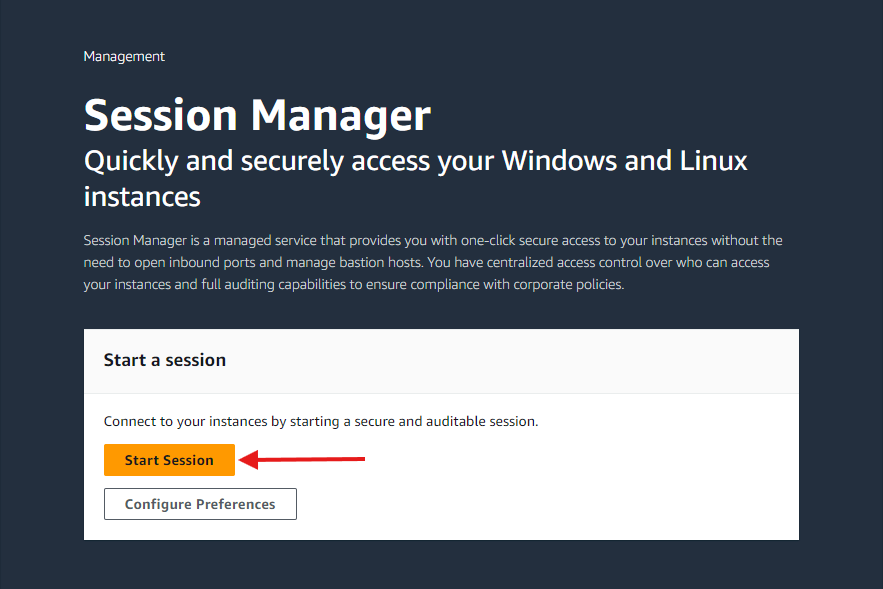 Management
Session Manager
Quickly and securely access your Windows and Linux
instances
Session Manager is a managed service that provides you with one-click secure access to your instances without the
need to open inbound ports and manage bastion hosts. You have centralized access control over who can access
your instances and full auditing capabilities to ensure compliance with corporate policies.
Start a session
Connect to your instances by starting a secure and auditable session.
Start Session
Configure Preferences